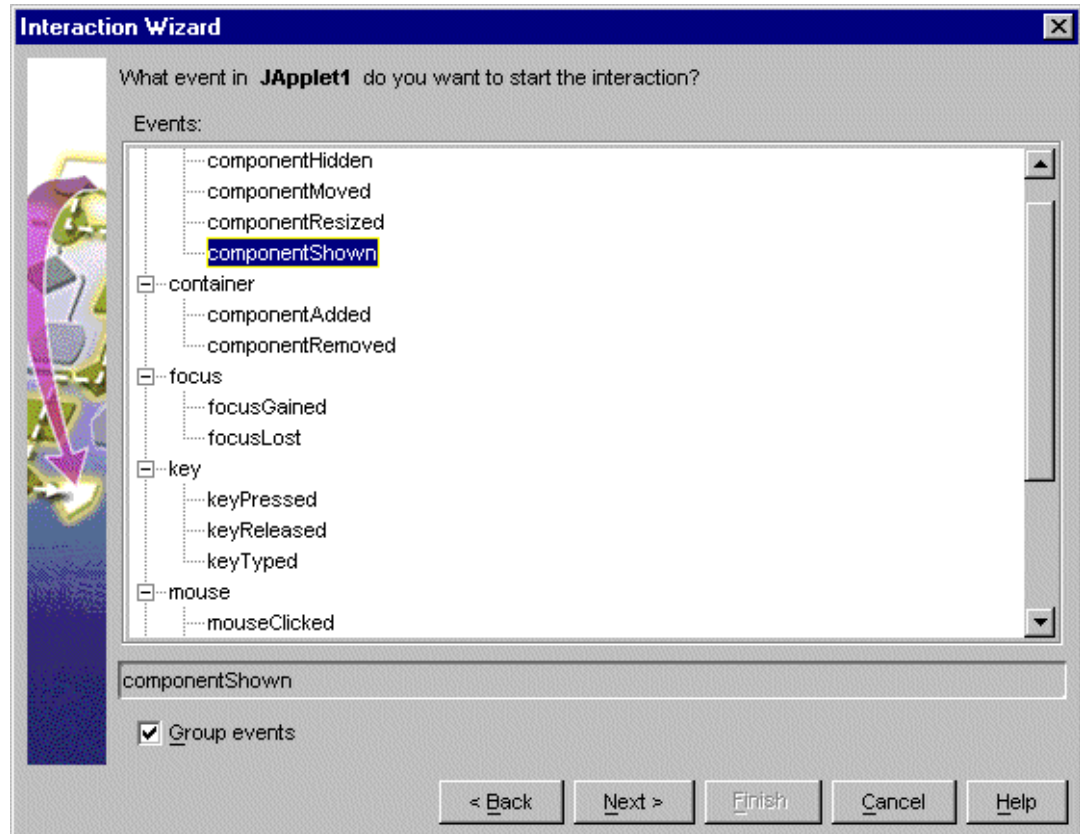 Interaction Wizard
What event in JApplet1 do you want to start the interaction?
Events:
componentHidden
componentMoved
componentResized
componentShown
container
componentAdded
componentRemoved
focus
focusGained
focusLost
key
keyPressed
keyReleased
keyTyped
mouse
mouseClicked
componentShown
Group events
< Back Next > Finish Cancel Help